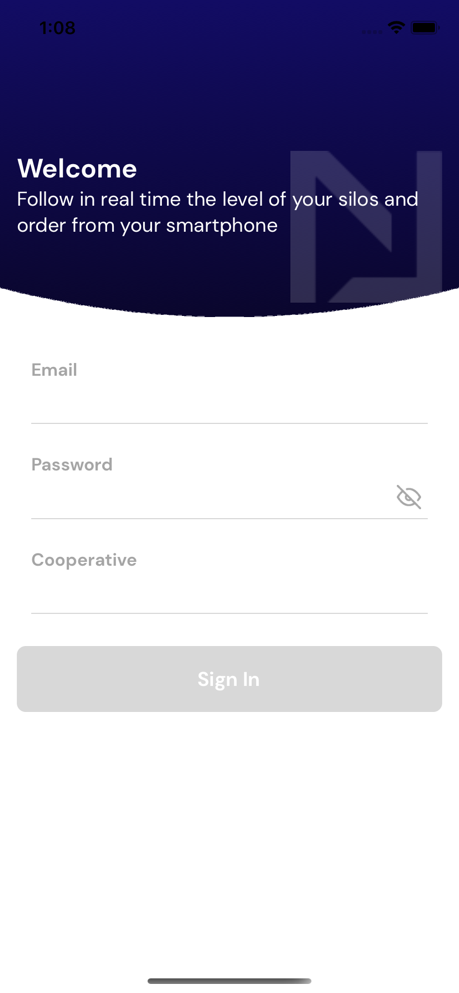 1:08
Welcome
Follow in real time the level of your silos and
order from your smartphone
Email
Password
Cooperative
Sign In